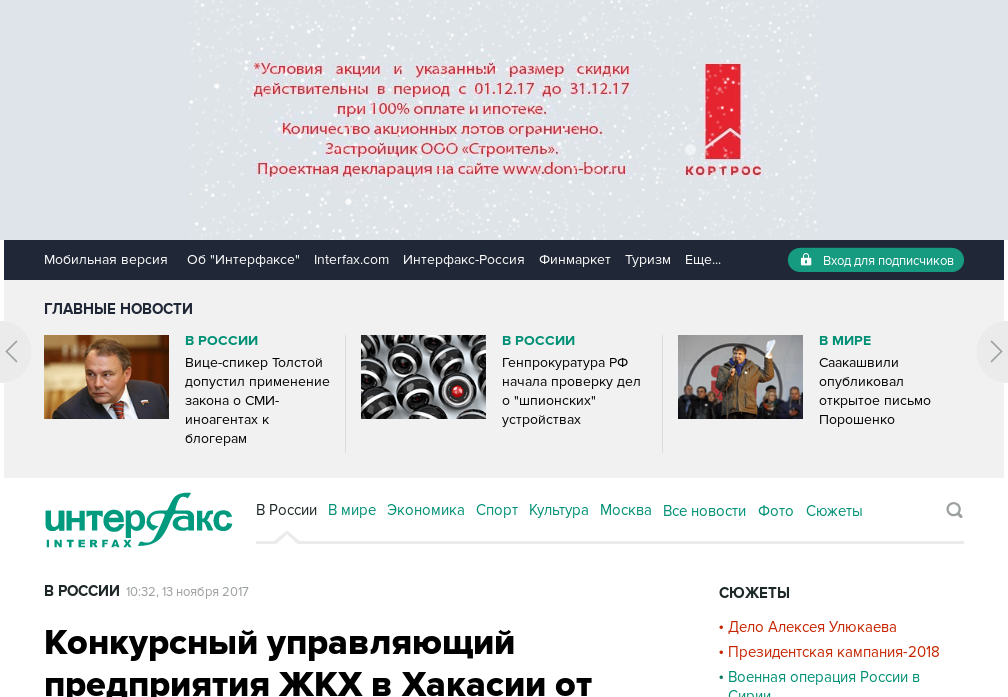 *Условия акции и указанный размер скидки
действительны в период с 01.12.17 до 31.12.17
при 100% оплате и ипотеке.
Количество акционных лотов ограничено.
Застройщик ООО «Строитель».
Проектная декларация на сайте www.dom-bor.ru
КОРТРОС
Мобильная версия Об "Интерфаксе" Interfax.com Интерфакс-Россия Финмаркет Туризм Еще... Вход для подписчиков
ГЛАВНЫЕ НОВОСТИ
В РОССИИ
Вице-спикер Толстой
допустил применение
закона о СМИ-
иноагентах к
блогерам
В РОССИИ
Генпрокуратура РФ
начала проверку дел
о "шпионских"
устройствах
В МИРЕ
Саакашвили
опубликовал
открытое письмо
Порошенко
интерфакс
INTERFAX
В России В мире Экономика Спорт Культура Москва Все новости Фото Сюжеты
В РОССИИ 10:32, 13 ноября 2017
Конкурсный управляющий
предприятия ЖКХ в Хакасии от
СЮЖЕТЫ
• Дело Алексея Улюкаева
• Президентская кампания-2018
• Военная операция России в
Сирии